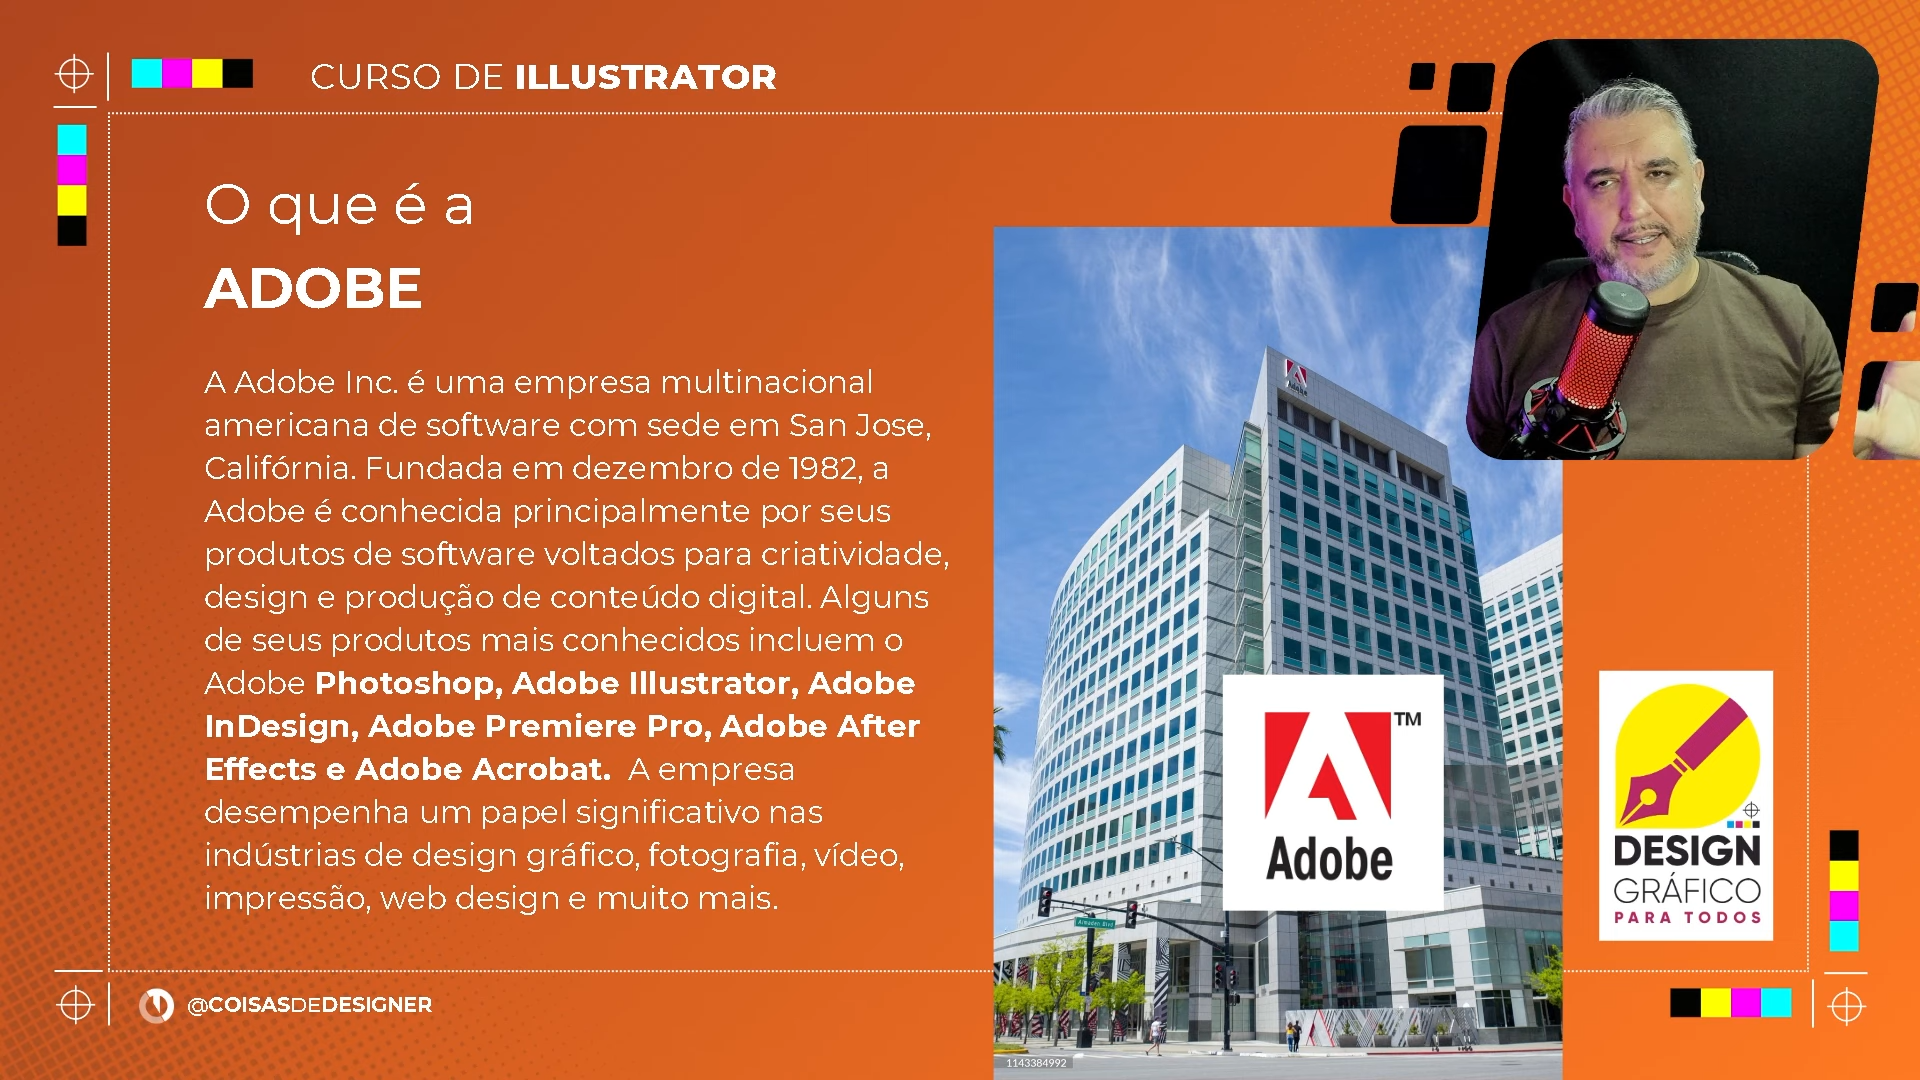 CURSO DE ILLUSTRATOR
O que é a
ADOBE
A Adobe Inc. é uma empresa multinacional
americana de software com sede em San Jose,
Califórnia. Fundada em dezembro de 1982, a
Adobe é conhecida principalmente por seus
produtos de software voltados para criatividade,
design e produção de conteúdo digital. Alguns
de seus produtos mais conhecidos incluem o
Adobe Photoshop, Adobe Illustrator, Adobe
InDesign, Adobe Premiere Pro, Adobe After
Effects e Adobe Acrobat. A empresa
desempenha um papel significativo nas
indústrias de design gráfico, fotografia, vídeo,
impressão, web design e muito mais.
Adobe
TM
Adobe
Almaden Blvd
1143384992
DESIGN
GRÁFICO
PARA TODOS
@COISASDEDESIGNER